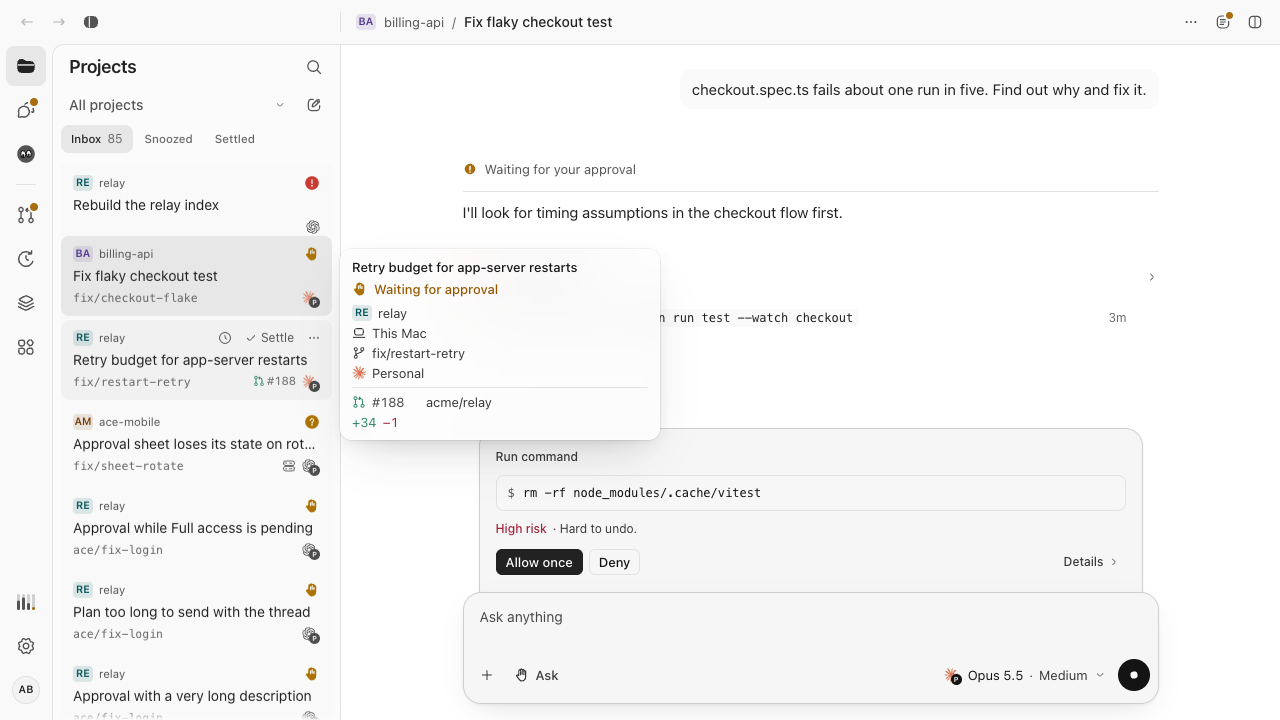 BA billing-api / Fix flaky checkout test
Projects
All projects
Inbox 85 Snoozed Settled
RE relay
Rebuild the relay index
BA billing-api
Fix flaky checkout test
fix/checkout-flake
P
RE relay Settle
Retry budget for app-server restarts
fix/restart-retry #188
P
AM ace-mobile
Approval sheet loses its state on rot...
fix/sheet-rotate
P
RE relay
Approval while Full access is pending
ace/fix-login
P
RE relay
Plan too long to send with the thread
ace/fix-login
P
RE relay
Approval with a very long description
ace/fix-login
AB
checkout.spec.ts fails about one run in five. Find out why and fix it.
Waiting for your approval
I'll look for timing assumptions in the checkout flow first.
Retry budget for app-server restarts
Waiting for approval
RE relay
This Mac
fix/restart-retry
Personal
#188 acme/relay
+34 −1
n run test --watch checkout 3m
Run command
$ rm -rf node_modules/.cache/vitest
High risk · Hard to undo.
Allow once Deny Details
Ask anything
Ask
P Opus 5.5 · Medium